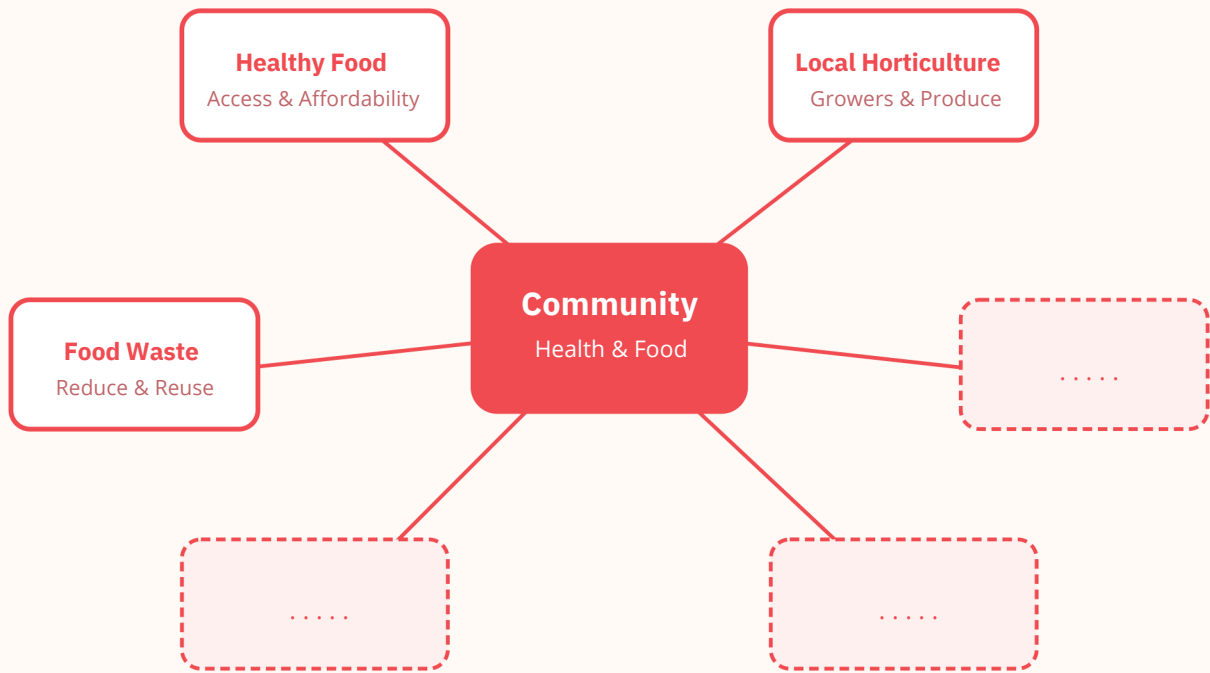 Healthy Food
Access & Affordability
Local Horticulture
Growers & Produce
Community
Health & Food
Food Waste
Reduce & Reuse
. . . . .
. . . . .
. . . . .